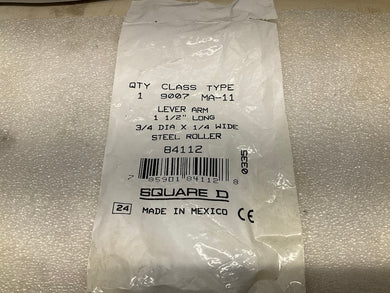 QTY CLASS TYPE
1 9007 MA-11
LEVER ARM
1 1/2" LONG
3/4 DIA X 1/4 WIDE
STEEL ROLLER
84112
0335
7 85901 84112 8
SQUARE D
24 MADE IN MEXICO CE